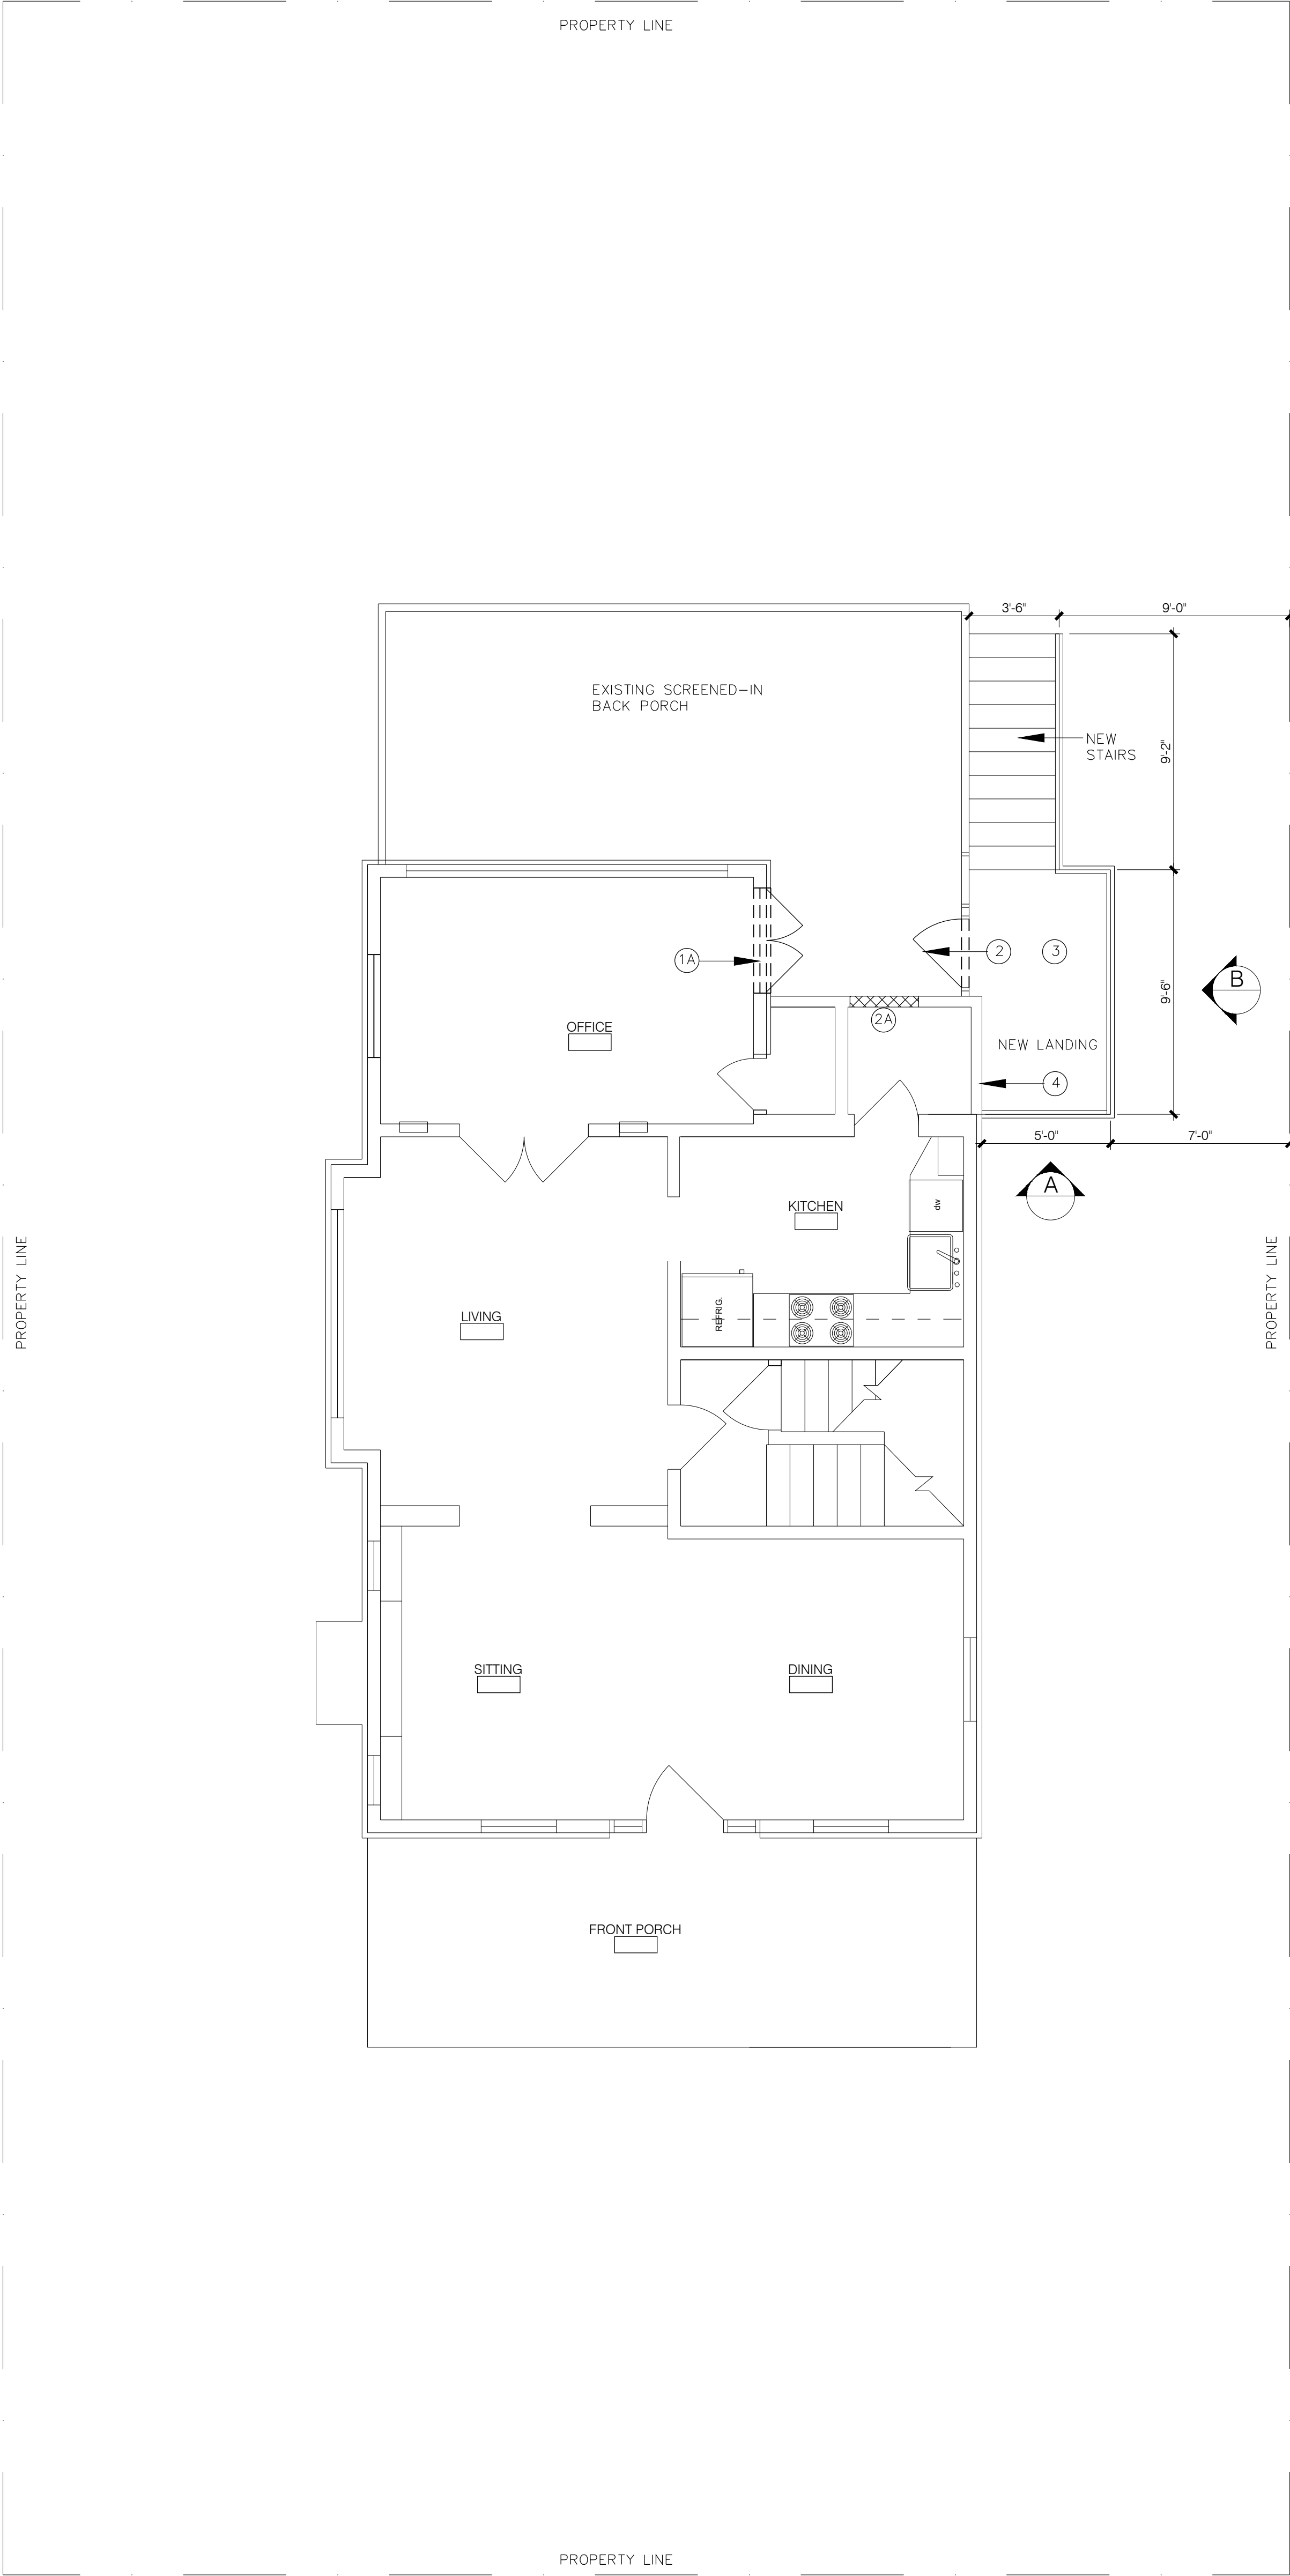 PROPERTY LINE
3'-6"
9'-0"
EXISTING SCREENED-IN
BACK PORCH
NEW
STAIRS
9'-2"
1A
2
3
B
9'-6"
2A
OFFICE
NEW LANDING
4
5'-0"
7'-0"
A
KITCHEN
dw
PROPERTY LINE
PROPERTY LINE
REFRIG.
LIVING
SITTING
DINING
FRONT PORCH
PROPERTY LINE